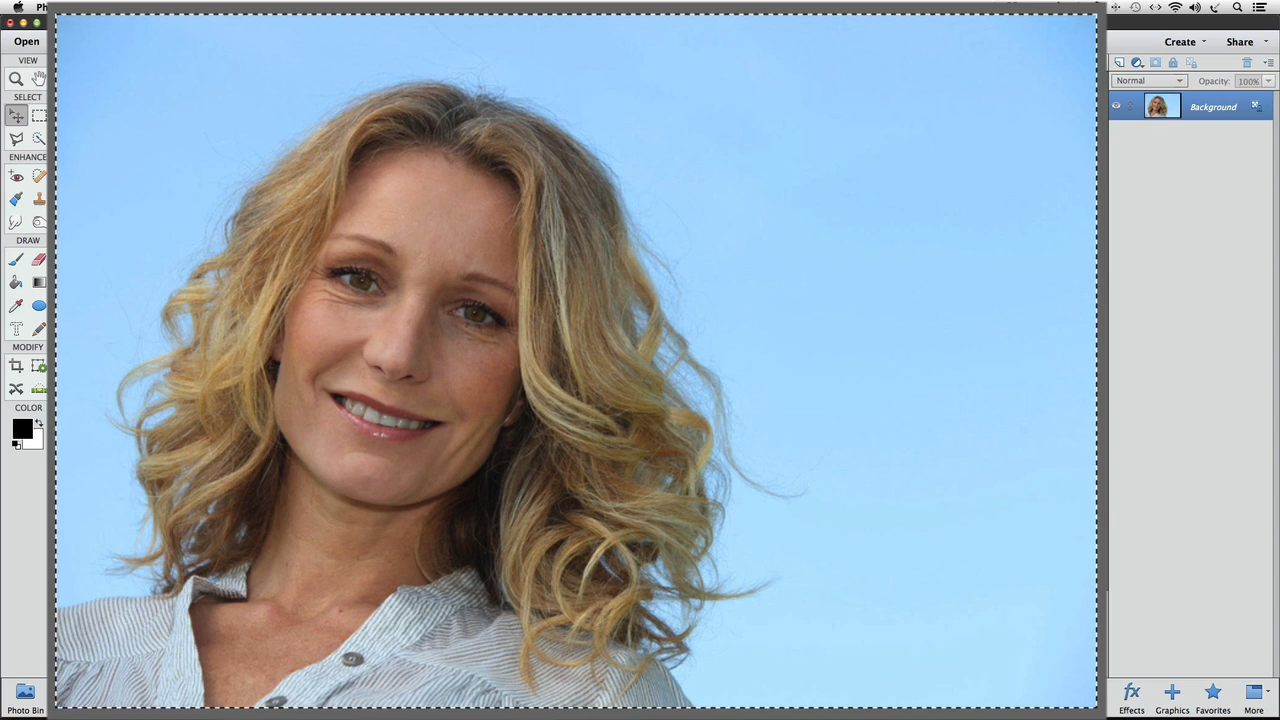 Ph
Open
Create
Share
VIEW
SELECT
ENHANCE
DRAW
MODIFY
COLOR
Normal
Opacity: 100%
Background
Photo Bin
Effects
Graphics
Favorites
More